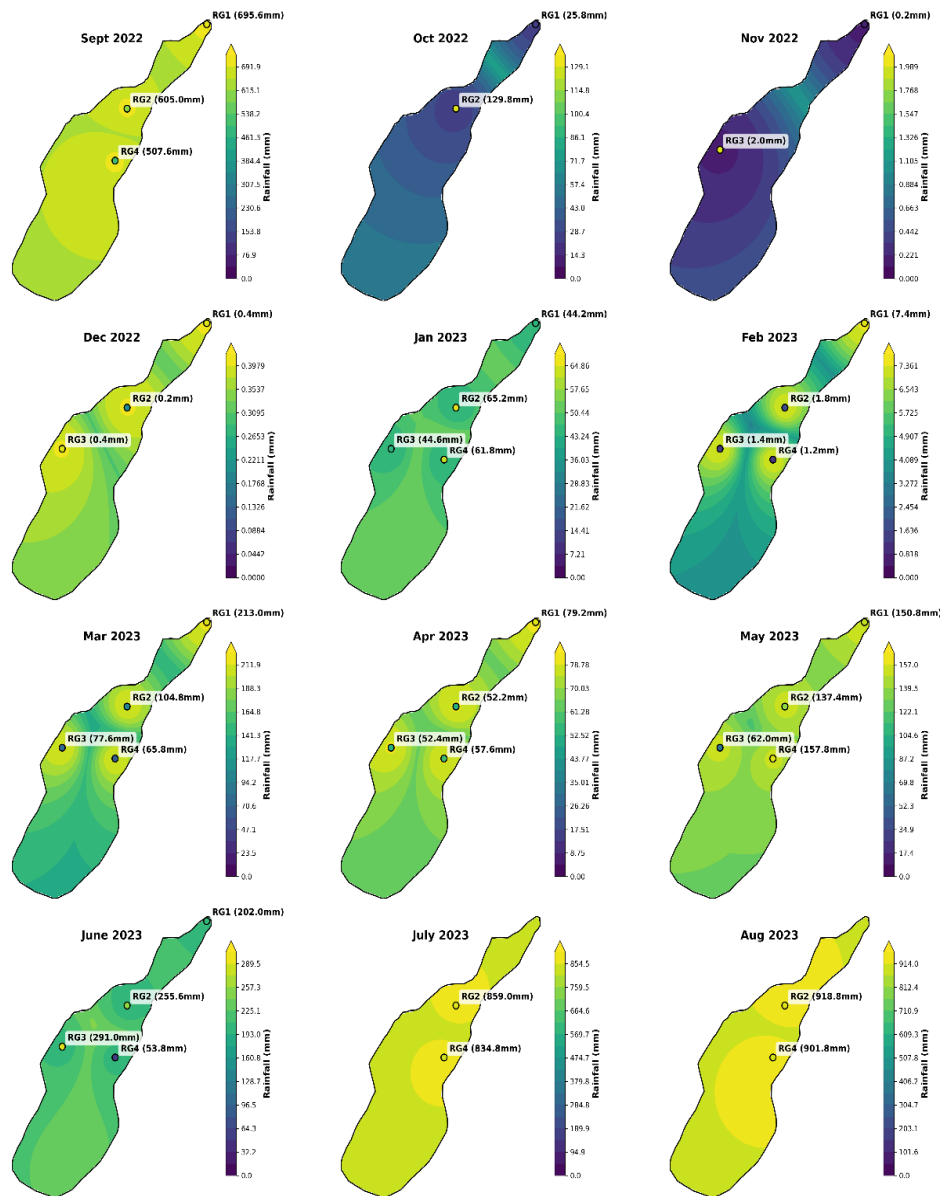 Sept 2022
RG1 (695.6mm)
RG2 (605.0mm)
RG4 (507.6mm)
691.9
615.1
538.2
461.3
384.4
307.5
230.6
153.8
76.9
0.0
Rainfall (mm)
Oct 2022
RG1 (25.8mm)
RG2 (129.8mm)
129.1
114.8
100.4
86.1
71.7
57.4
43.0
28.7
14.3
0.0
Rainfall (mm)
Nov 2022
RG1 (0.2mm)
RG3 (2.0mm)
1.989
1.768
1.547
1.326
1.105
0.884
0.663
0.442
0.221
0.000
Rainfall (mm)
Dec 2022
RG1 (0.4mm)
RG2 (0.2mm)
RG3 (0.4mm)
0.3979
0.3537
0.3095
0.2653
0.2211
0.1768
0.1326
0.0884
0.0442
0.0000
Rainfall (mm)
Jan 2023
RG1 (44.2mm)
RG2 (65.2mm)
RG3 (44.6mm)
RG4 (61.8mm)
64.86
57.65
50.44
43.24
36.03
28.83
21.62
14.41
7.21
0.00
Rainfall (mm)
Feb 2023
RG1 (7.4mm)
RG2 (1.8mm)
RG3 (1.4mm)
RG4 (1.2mm)
7.361
6.543
5.725
4.907
4.089
3.272
2.454
1.636
0.818
0.000
Rainfall (mm)
Mar 2023
RG1 (213.0mm)
RG2 (104.8mm)
RG3 (77.6mm)
RG4 (65.8mm)
211.9
188.3
164.8
141.3
117.7
94.2
70.6
47.1
23.5
0.0
Rainfall (mm)
Apr 2023
RG1 (79.2mm)
RG2 (52.2mm)
RG3 (52.4mm)
RG4 (57.6mm)
78.78
70.03
61.28
52.52
43.77
35.02
26.26
17.51
8.75
0.00
Rainfall (mm)
May 2023
RG1 (150.8mm)
RG2 (137.4mm)
RG3 (62.0mm)
RG4 (157.8mm)
157.0
139.5
122.1
104.6
87.2
69.8
52.3
34.9
17.4
0.0
Rainfall (mm)
June 2023
RG1 (202.0mm)
RG2 (255.6mm)
RG3 (291.0mm)
RG4 (53.8mm)
289.5
257.3
225.1
193.0
160.8
128.7
96.5
64.3
32.2
0.0
Rainfall (mm)
July 2023
RG2 (859.0mm)
RG4 (834.8mm)
854.5
759.5
664.6
569.7
474.7
379.8
284.8
189.9
94.9
0.0
Rainfall (mm)
Aug 2023
RG2 (918.8mm)
RG4 (901.8mm)
914.0
812.4
710.9
609.3
507.8
406.2
304.7
203.1
101.6
0.0
Rainfall (mm)